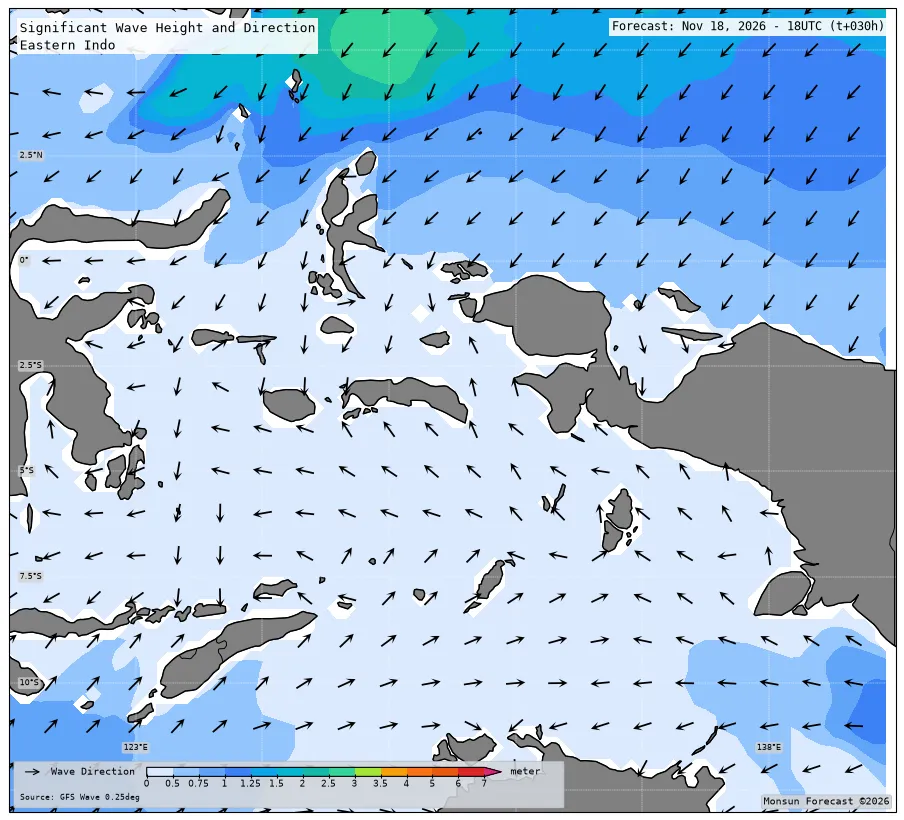 Significant Wave Height and Direction
Eastern Indo
Forecast: Nov 18, 2026 - 18UTC (t+030h)
2.5°N
0°
2.5°S
5°S
7.5°S
10°S
123°E
138°E
Wave Direction
0 0.5 0.75 1 1.25 1.5 2 2.5 3 3.5 4 5 6 7
meter
Source: GFS Wave 0.25deg
Monsun Forecast ©2026